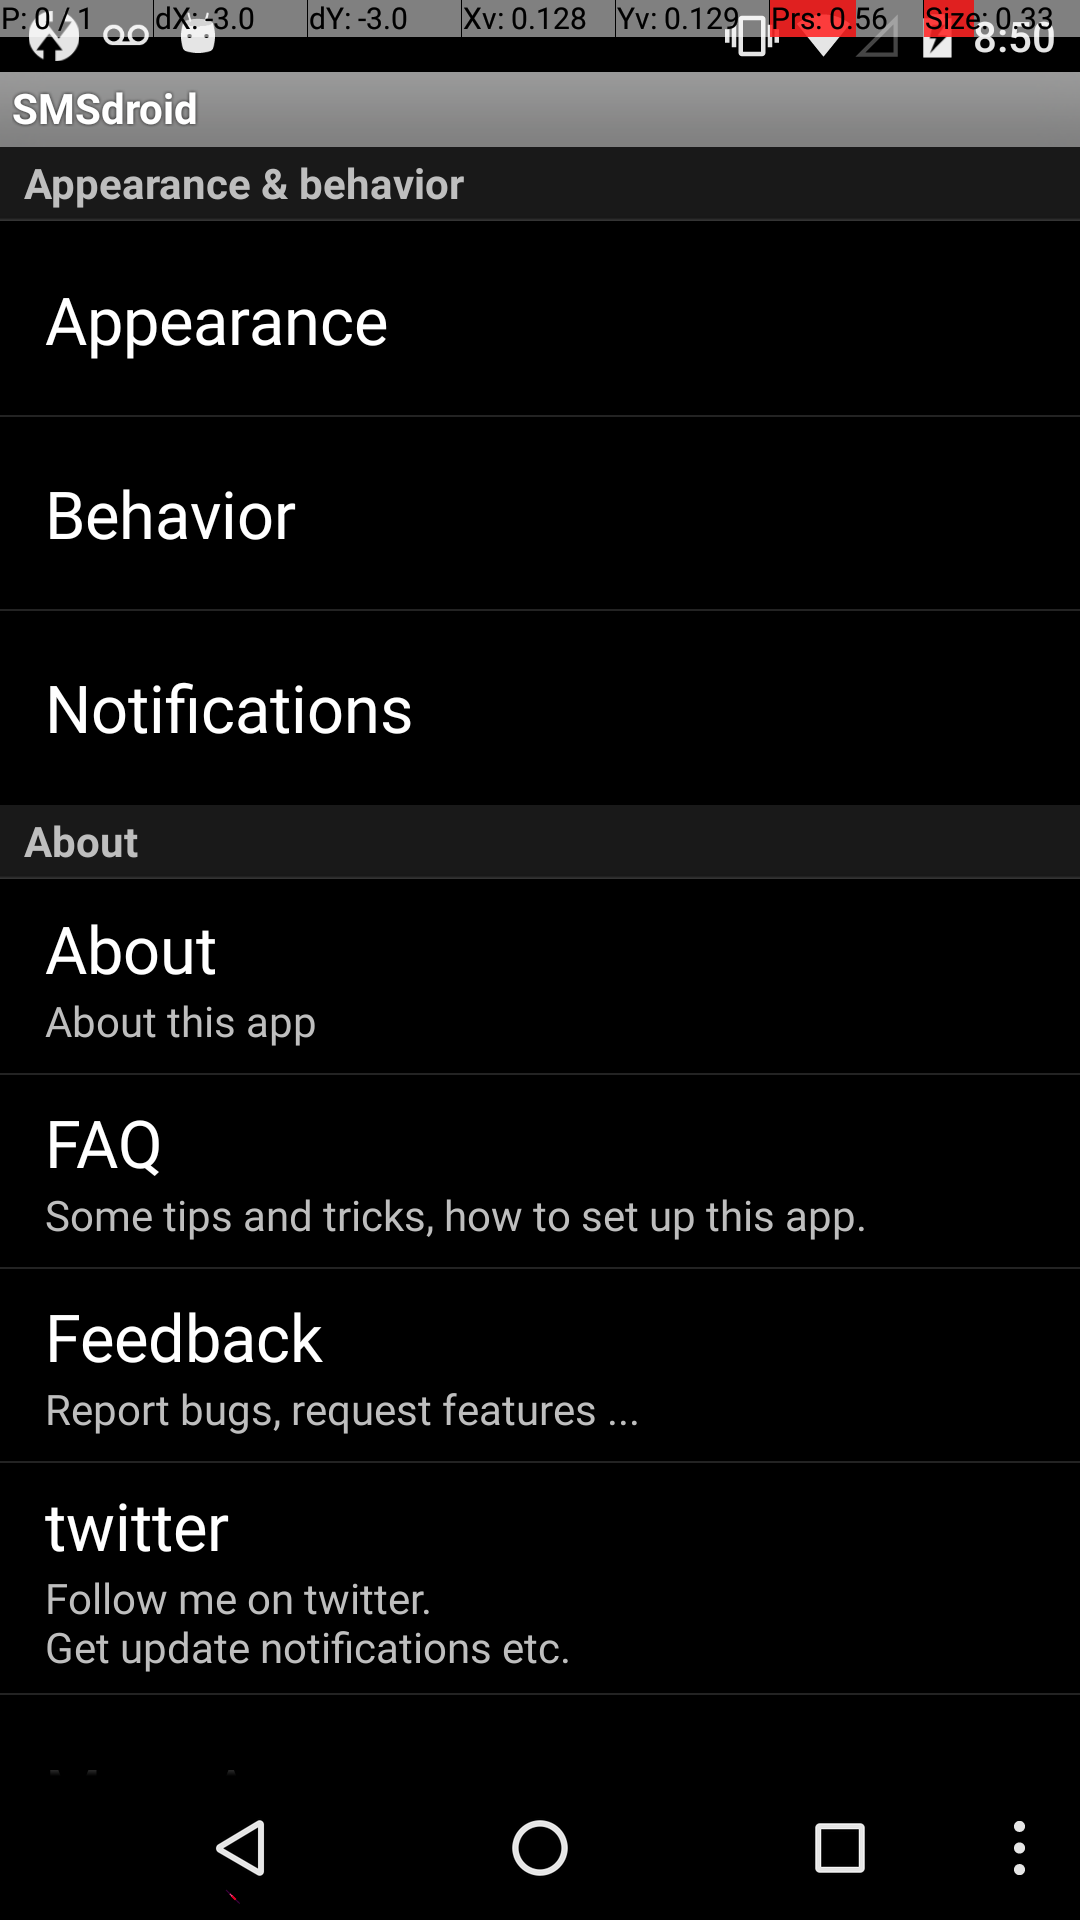 P: 0 / 1 dX: -3.0 dY: -3.0 Xv: 0.128 Yv: 0.129 Prs: 0.56 Size: 0.33
8:50
SMSdroid
Appearance & behavior
Appearance
Behavior
Notifications
About
About
About this app
FAQ
Some tips and tricks, how to set up this app.
Feedback
Report bugs, request features ...
twitter
Follow me on twitter.
Get update notifications etc.